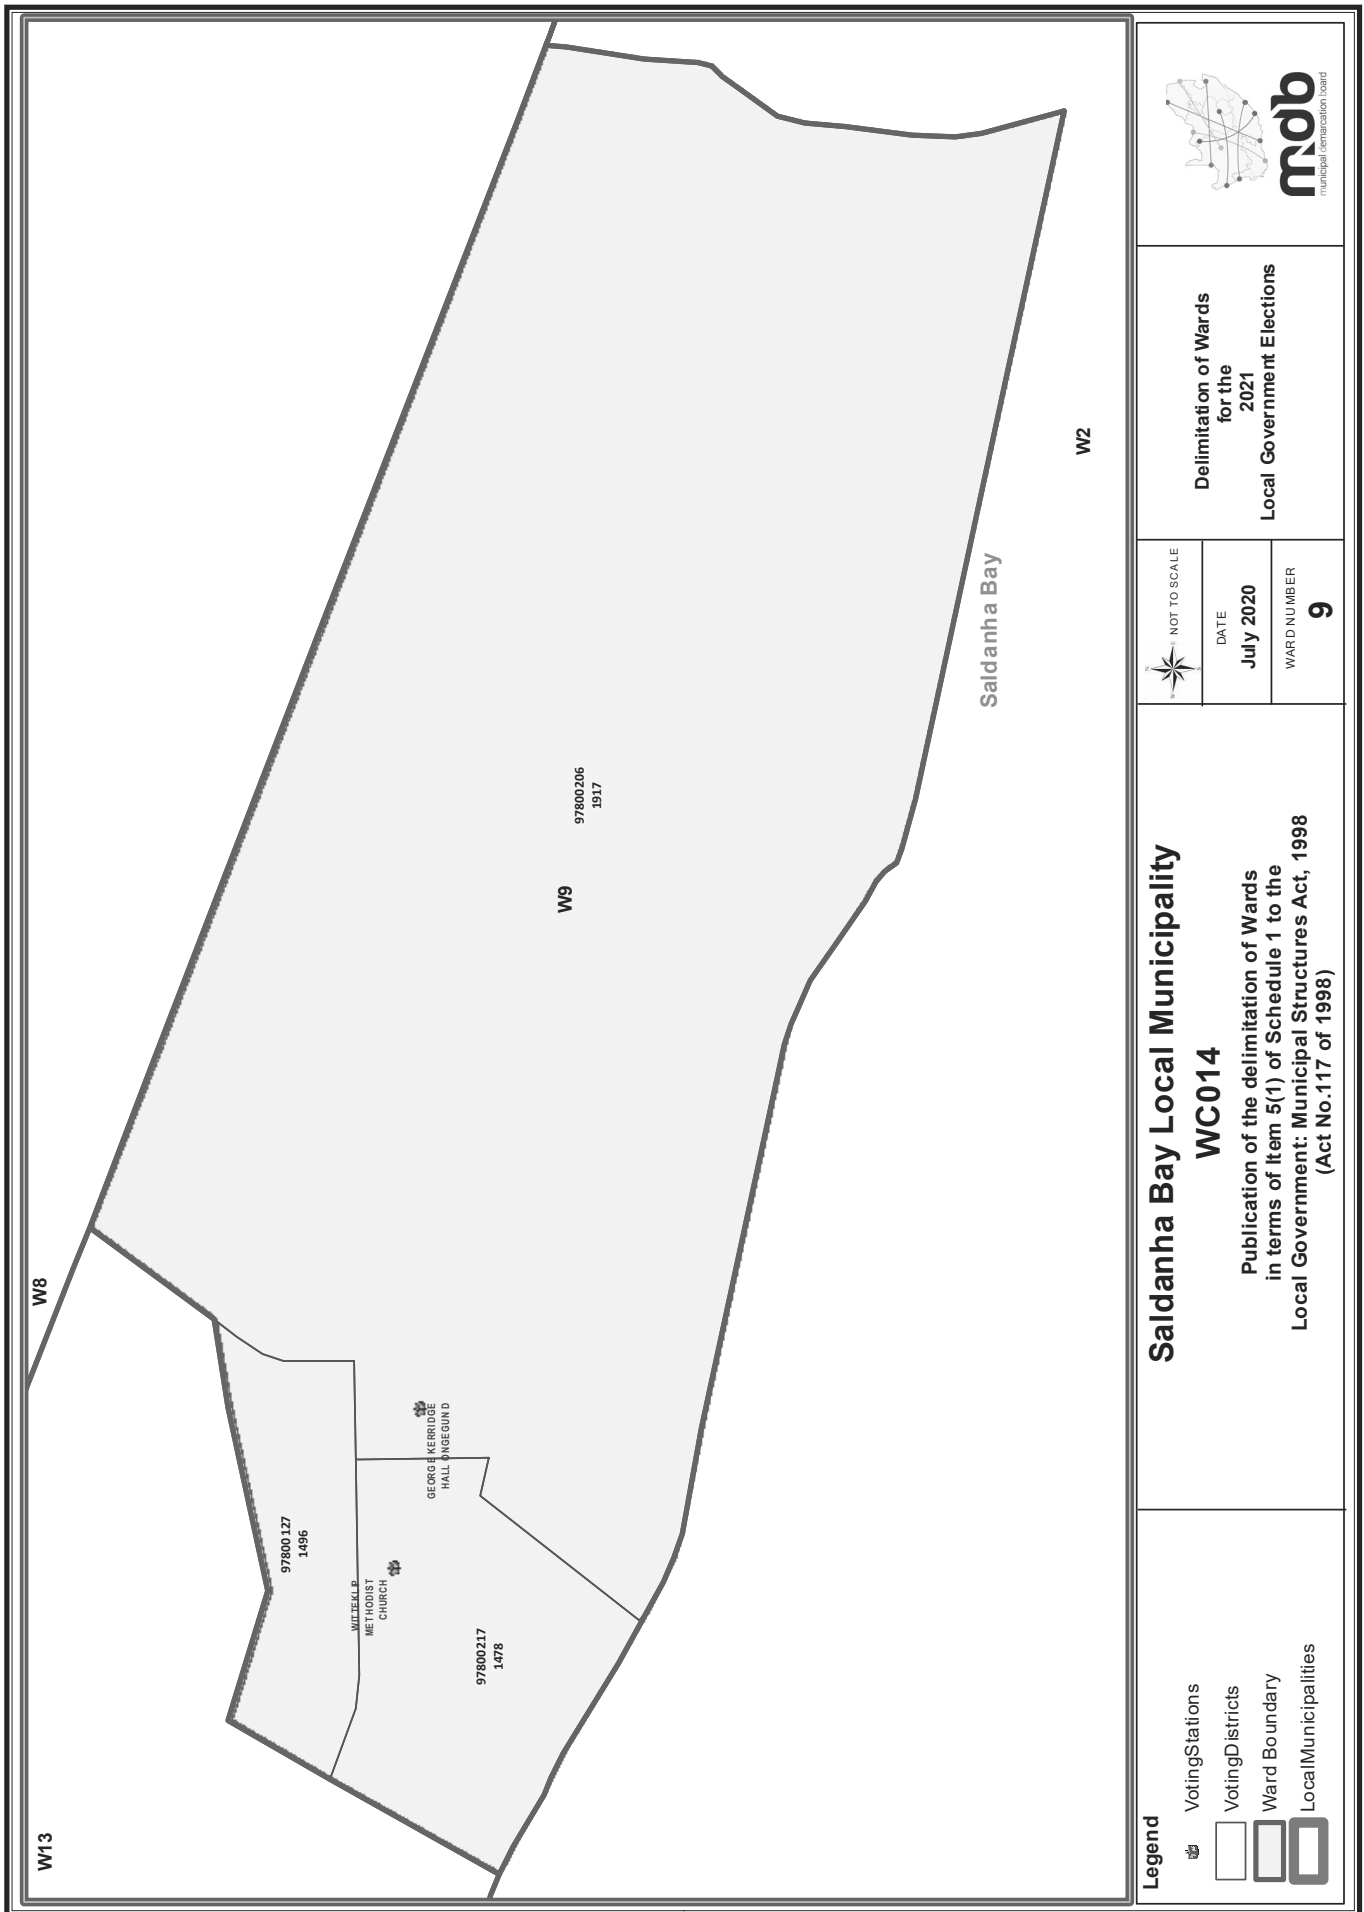 W13
W8
W9
W2
97800206
1917
97800127
1496
97800217
1478
GEORGE KERRIDGE
HALL ONGEGUND
WITTEKLIP
METHODIST
CHURCH
Saldanha Bay
Legend
VotingStations
VotingDistricts
Ward Boundary
LocalMunicipalities
Saldanha Bay Local Municipality
WC014
Publication of the delimitation of Wards
in terms of Item 5(1) of Schedule 1 to the
Local Government: Municipal Structures Act, 1998
(Act No.117 of 1998)
N
W
E
S
NOT TO SCALE
DATE
July 2020
WARD NUMBER
9
Delimitation of Wards
for the
2021
Local Government Elections
mdb
municipal demarcation board